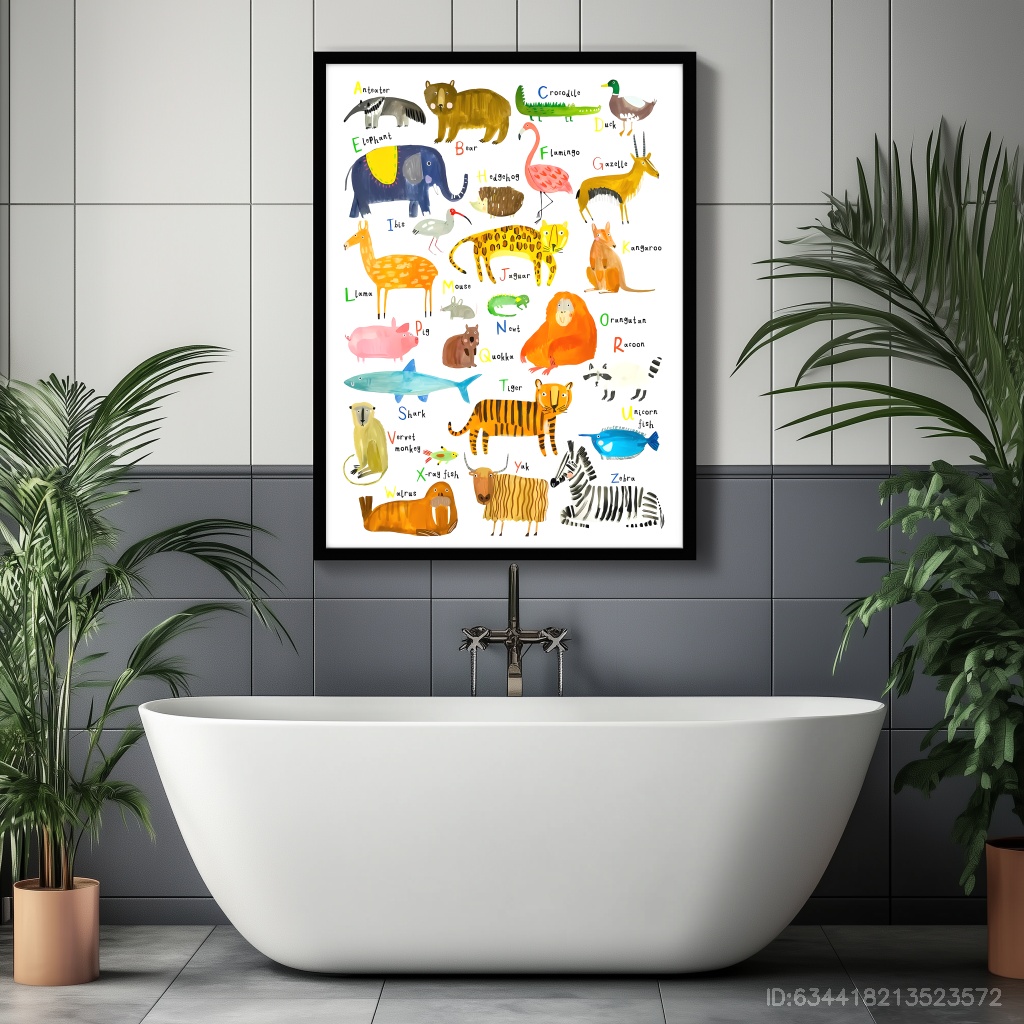 Anteater
Crocodile
Duck
Bear
Elephant
Flamingo
Gazelle
Hedgehog
Ibis
Kangaroo
Jaguar
Llama
Mouse
Newt
Orangutan
Pig
Quokka
Racoon
Tiger
Shark
Unicorn
fish
Vervet
monkey
X-ray fish
Yak
Zebra
Walrus
ID:634418213523572